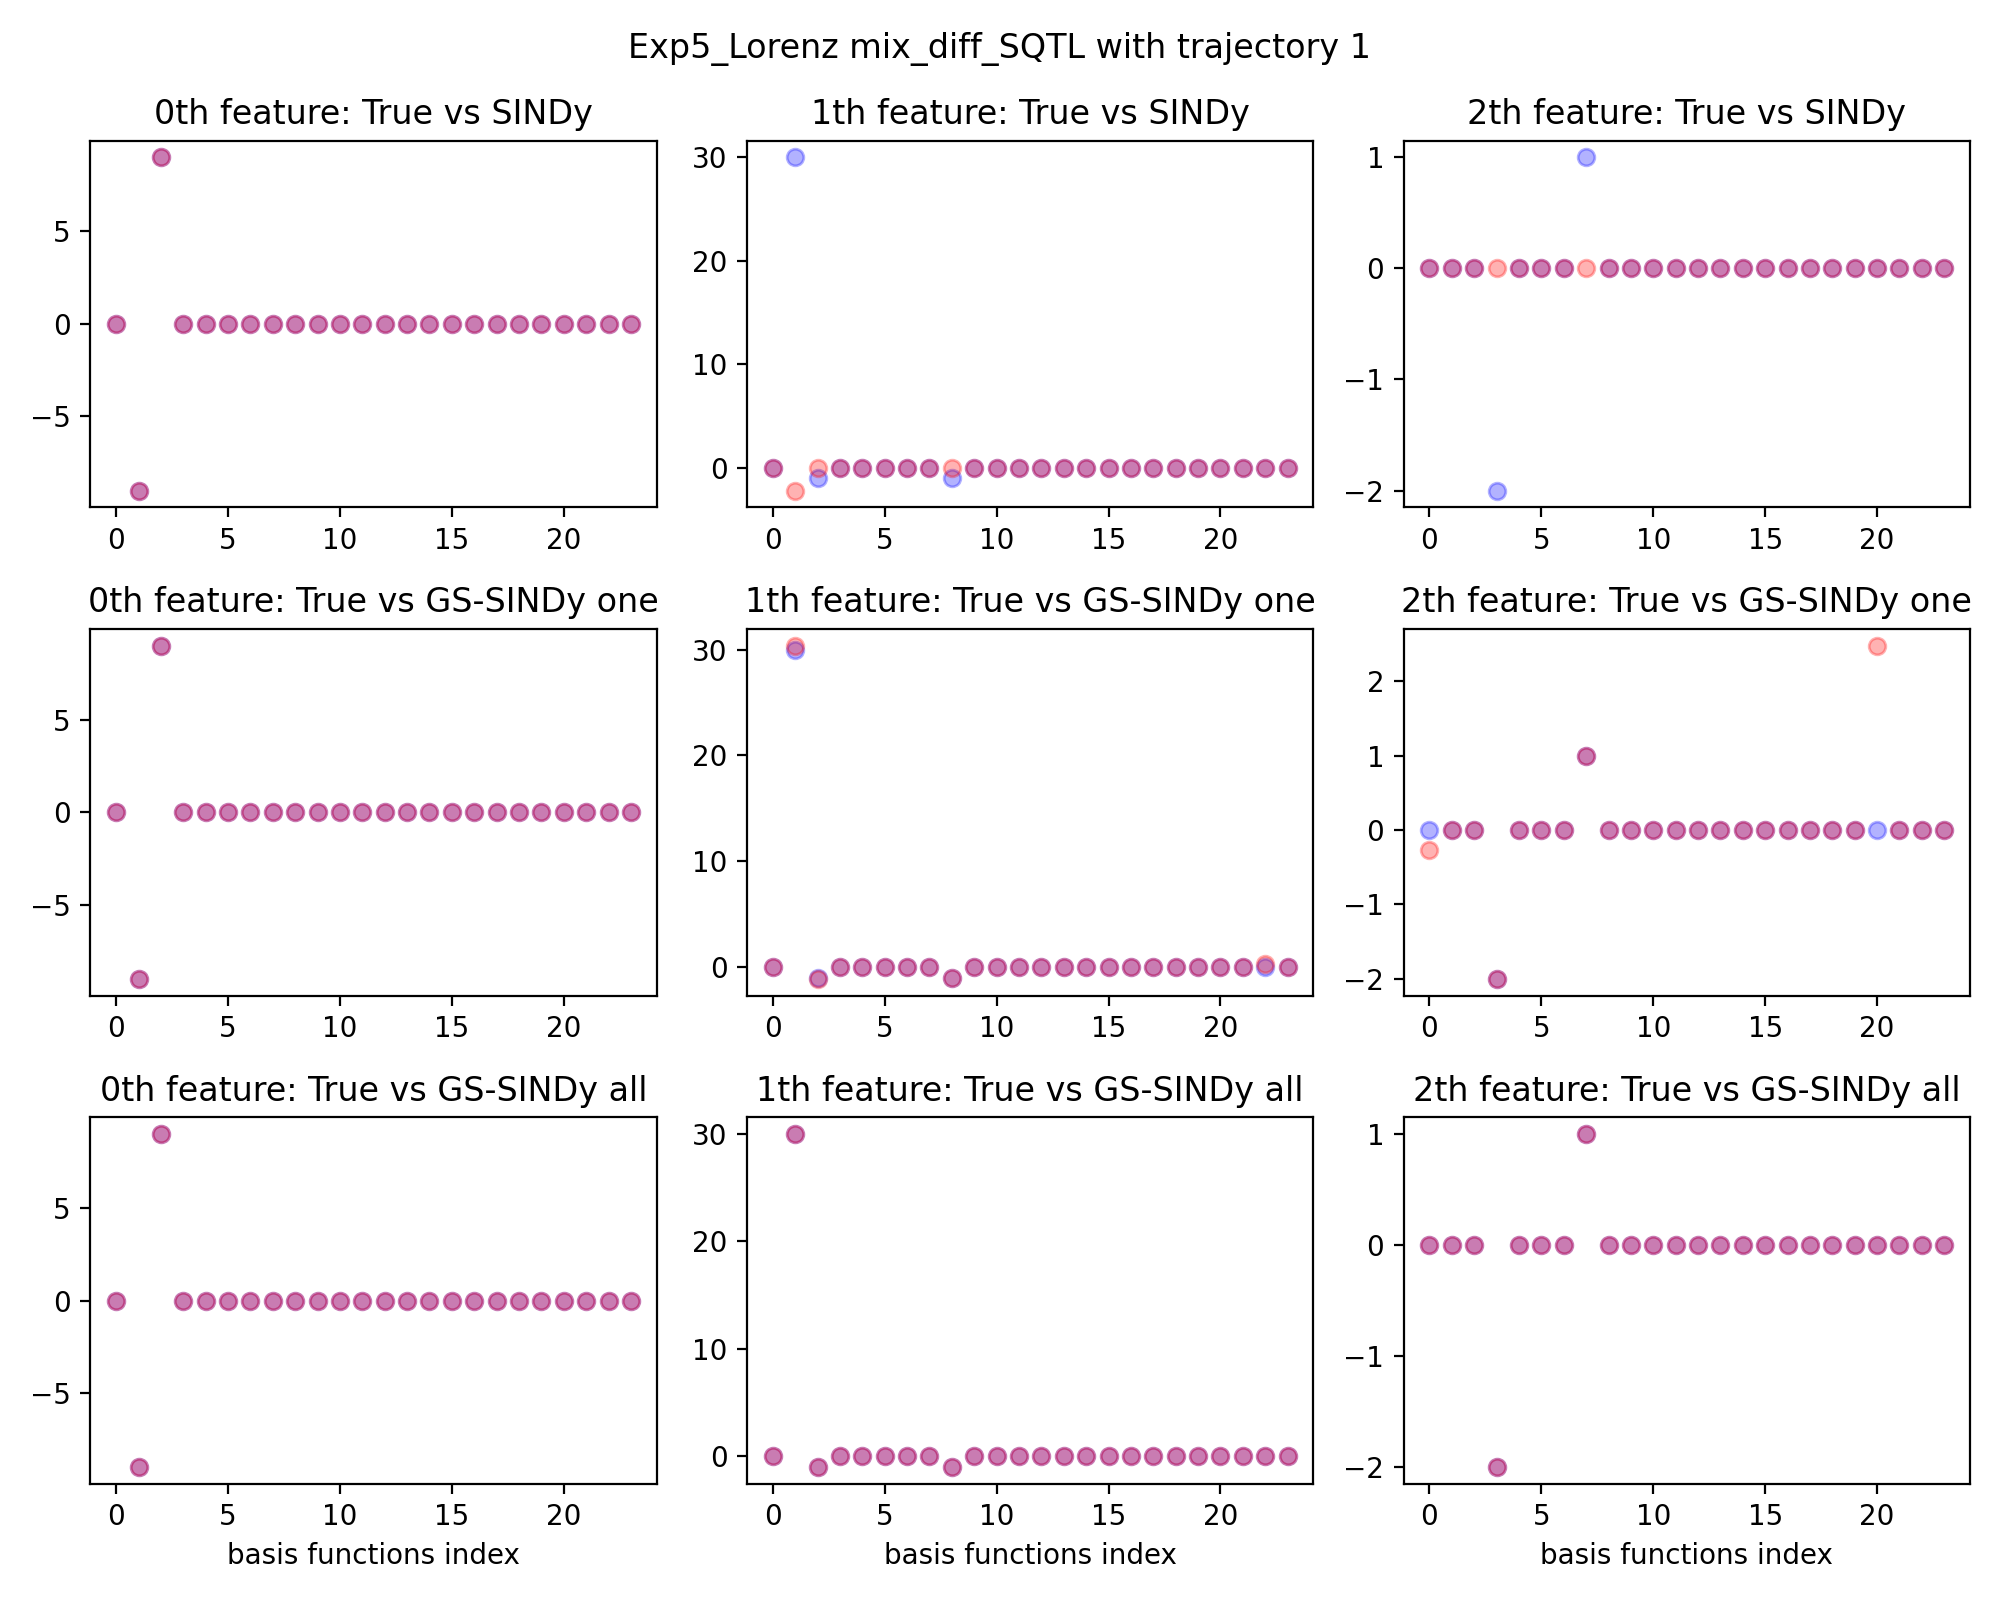 Exp5_Lorenz mix_diff_SQTL with trajectory 1
0th feature: True vs SINDy
5
0
−5
0 5 10 15 20
1th feature: True vs SINDy
30
20
10
0
0 5 10 15 20
2th feature: True vs SINDy
1
0
−1
−2
0 5 10 15 20
0th feature: True vs GS-SINDy one
5
0
−5
0 5 10 15 20
1th feature: True vs GS-SINDy one
30
20
10
0
0 5 10 15 20
2th feature: True vs GS-SINDy one
2
1
0
−1
−2
0 5 10 15 20
0th feature: True vs GS-SINDy all
5
0
−5
0 5 10 15 20
basis functions index
1th feature: True vs GS-SINDy all
30
20
10
0
0 5 10 15 20
basis functions index
2th feature: True vs GS-SINDy all
1
0
−1
−2
0 5 10 15 20
basis functions index